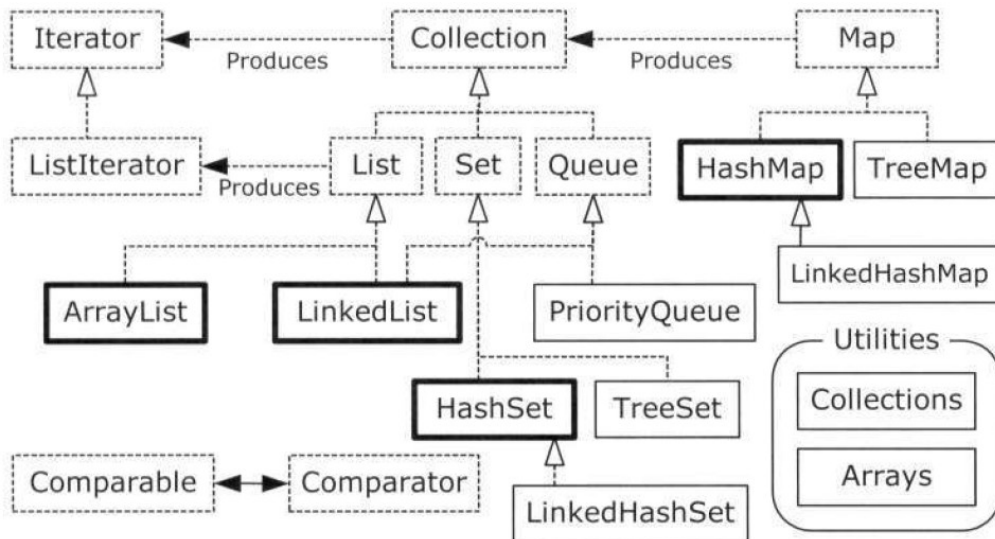 Iterator
Produces
Collection
Produces
Map
ListIterator
Produces
List
Set
Queue
HashMap
TreeMap
ArrayList
LinkedList
PriorityQueue
LinkedHashMap
HashSet
TreeSet
Utilities
Collections
Arrays
Comparable
Comparator
LinkedHashSet